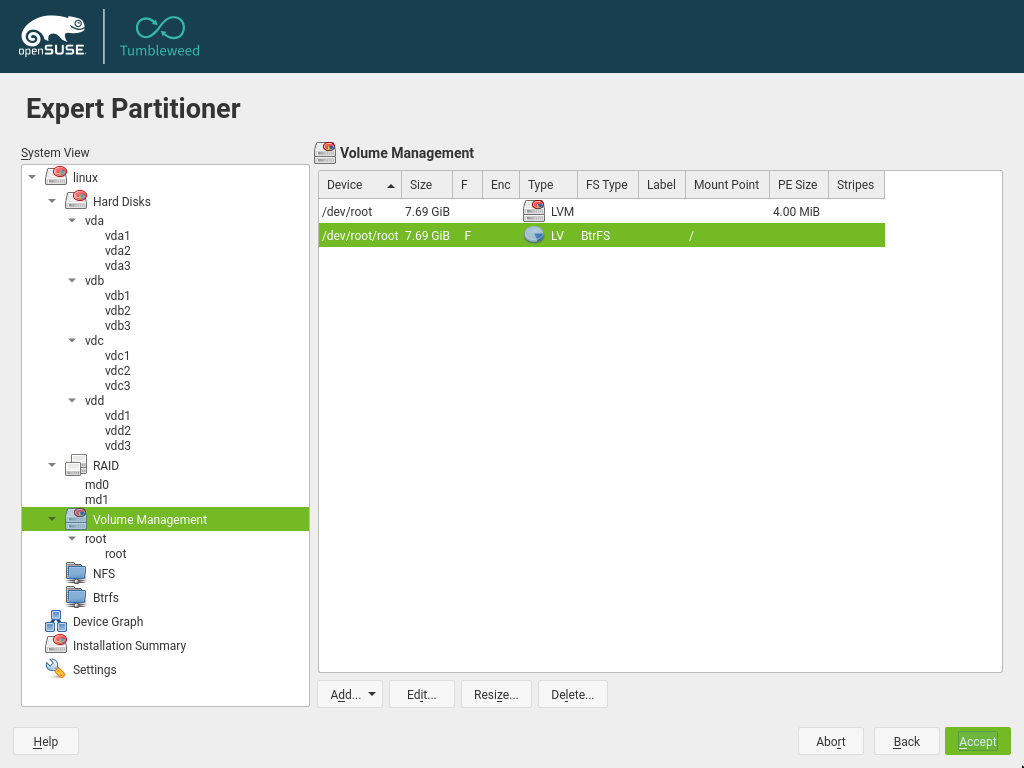 openSUSE. Tumbleweed
Expert Partitioner
System View
linux
Hard Disks
vda
vda1
vda2
vda3
vdb
vdb1
vdb2
vdb3
vdc
vdc1
vdc2
vdc3
vdd
vdd1
vdd2
vdd3
RAID
md0
md1
Volume Management
root
root
NFS
Btrfs
Device Graph
Installation Summary
Settings
Volume Management
Device Size F Enc Type FS Type Label Mount Point PE Size Stripes
/dev/root 7.69 GiB LVM 4.00 MiB
/dev/root/root 7.69 GiB F LV BtrFS /
Add... Edit... Resize... Delete...
Help Abort Back Accept